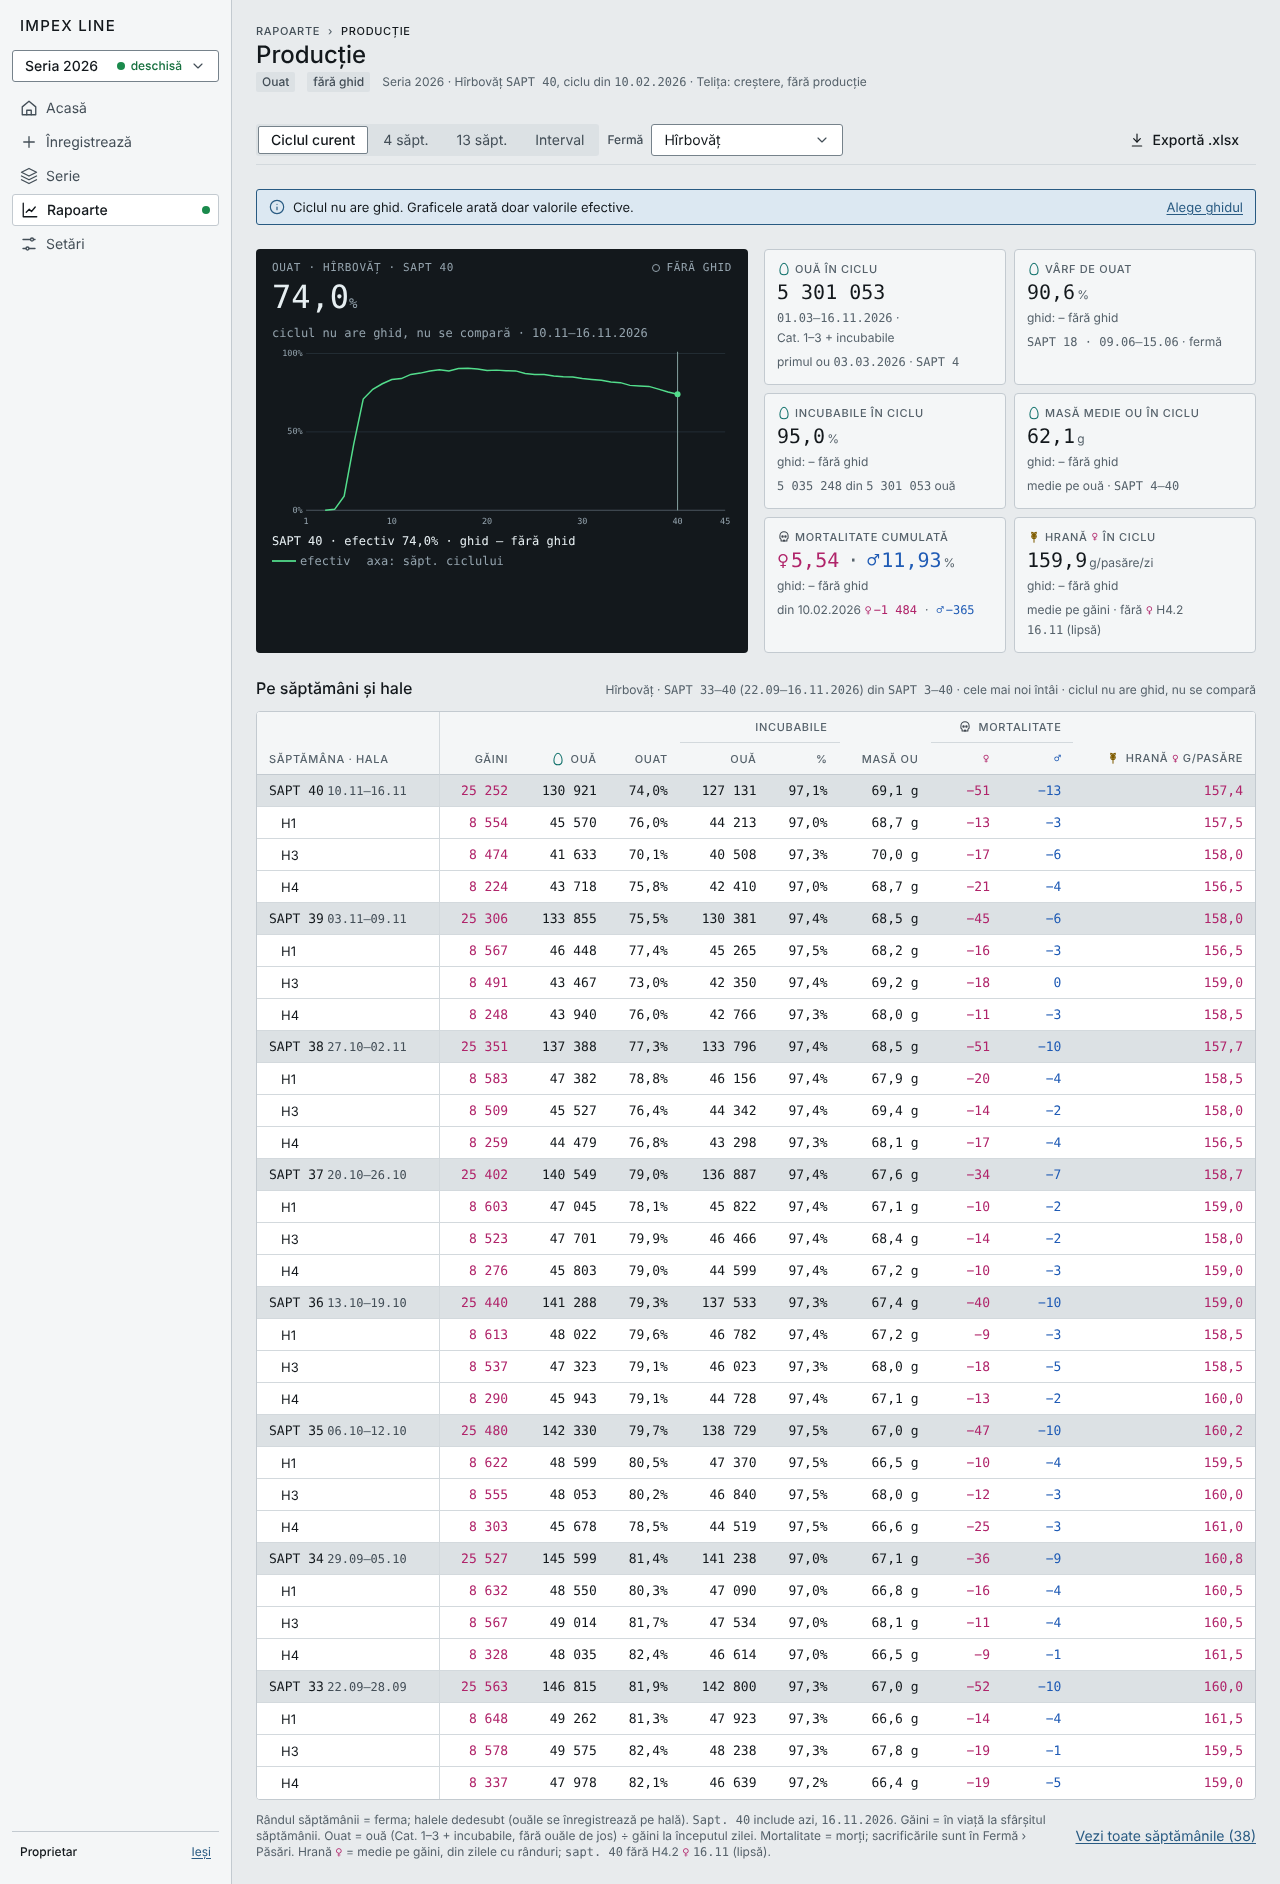 IMPEX LINE
Seria 2026 deschisă
Acasă
Înregistrează
Serie
Rapoarte
Setări
Proprietar Ieși
RAPOARTE › PRODUCȚIE
Producție
Ouat fără ghid Seria 2026 · Hîrbovăț SAPT 40, ciclu din 10.02.2026 · Telița: creștere, fără producție
Ciclul curent 4 săpt. 13 săpt. Interval Fermă Hîrbovăț Exportă .xlsx
Ciclul nu are ghid. Graficele arată doar valorile efective. Alege ghidul
OUAT · HÎRBOVĂȚ · SAPT 40 FĂRĂ GHID
74,0%
ciclul nu are ghid, nu se compară · 10.11–16.11.2026
100%
50%
0%
1 10 20 30 40 45
SAPT 40 · efectiv 74,0% · ghid – fără ghid
efectiv axa: săpt. ciclului
OUĂ ÎN CICLU
5 301 053
01.03–16.11.2026 ·
Cat. 1–3 + incubabile
primul ou 03.03.2026 · SAPT 4
VÂRF DE OUAT
90,6%
ghid: – fără ghid
SAPT 18 · 09.06–15.06 · fermă
INCUBABILE ÎN CICLU
95,0%
ghid: – fără ghid
5 035 248 din 5 301 053 ouă
MASĂ MEDIE OU ÎN CICLU
62,1g
ghid: – fără ghid
medie pe ouă · SAPT 4–40
MORTALITATE CUMULATĂ
♀5,54 · ♂11,93%
ghid: – fără ghid
din 10.02.2026 ♀−1 484 · ♂−365
HRANĂ ♀ ÎN CICLU
159,9g/pasăre/zi
ghid: – fără ghid
medie pe găini · fără ♀ H4.2
16.11 (lipsă)
Pe săptămâni și hale Hîrbovăț · SAPT 33–40 (22.09–16.11.2026) din SAPT 3–40 · cele mai noi întâi · ciclul nu are ghid, nu se compară
INCUBABILE MORTALITATE
SĂPTĂMÂNA · HALA GĂINI OUĂ OUAT OUĂ % MASĂ OU ♀ ♂ HRANĂ ♀ G/PASĂRE
SAPT 40 10.11–16.11 25 252 130 921 74,0% 127 131 97,1% 69,1 g −51 −13 157,4
H1 8 554 45 570 76,0% 44 213 97,0% 68,7 g −13 −3 157,5
H3 8 474 41 633 70,1% 40 508 97,3% 70,0 g −17 −6 158,0
H4 8 224 43 718 75,8% 42 410 97,0% 68,7 g −21 −4 156,5
SAPT 39 03.11–09.11 25 306 133 855 75,5% 130 381 97,4% 68,5 g −45 −6 158,0
H1 8 567 46 448 77,4% 45 265 97,5% 68,2 g −16 −3 156,5
H3 8 491 43 467 73,0% 42 350 97,4% 69,2 g −18 0 159,0
H4 8 248 43 940 76,0% 42 766 97,3% 68,0 g −11 −3 158,5
SAPT 38 27.10–02.11 25 351 137 388 77,3% 133 796 97,4% 68,5 g −51 −10 157,7
H1 8 583 47 382 78,8% 46 156 97,4% 67,9 g −20 −4 158,5
H3 8 509 45 527 76,4% 44 342 97,4% 69,4 g −14 −2 158,0
H4 8 259 44 479 76,8% 43 298 97,3% 68,1 g −17 −4 156,5
SAPT 37 20.10–26.10 25 402 140 549 79,0% 136 887 97,4% 67,6 g −34 −7 158,7
H1 8 603 47 045 78,1% 45 822 97,4% 67,1 g −10 −2 159,0
H3 8 523 47 701 79,9% 46 466 97,4% 68,4 g −14 −2 158,0
H4 8 276 45 803 79,0% 44 599 97,4% 67,2 g −10 −3 159,0
SAPT 36 13.10–19.10 25 440 141 288 79,3% 137 533 97,3% 67,4 g −40 −10 159,0
H1 8 613 48 022 79,6% 46 782 97,4% 67,2 g −9 −3 158,5
H3 8 537 47 323 79,1% 46 023 97,3% 68,0 g −18 −5 158,5
H4 8 290 45 943 79,1% 44 728 97,4% 67,1 g −13 −2 160,0
SAPT 35 06.10–12.10 25 480 142 330 79,7% 138 729 97,5% 67,0 g −47 −10 160,2
H1 8 622 48 599 80,5% 47 370 97,5% 66,5 g −10 −4 159,5
H3 8 555 48 053 80,2% 46 840 97,5% 68,0 g −12 −3 160,0
H4 8 303 45 678 78,5% 44 519 97,5% 66,6 g −25 −3 161,0
SAPT 34 29.09–05.10 25 527 145 599 81,4% 141 238 97,0% 67,1 g −36 −9 160,8
H1 8 632 48 550 80,3% 47 090 97,0% 66,8 g −16 −4 160,5
H3 8 567 49 014 81,7% 47 534 97,0% 68,1 g −11 −4 160,5
H4 8 328 48 035 82,4% 46 614 97,0% 66,5 g −9 −1 161,5
SAPT 33 22.09–28.09 25 563 146 815 81,9% 142 800 97,3% 67,0 g −52 −10 160,0
H1 8 648 49 262 81,3% 47 923 97,3% 66,6 g −14 −4 161,5
H3 8 578 49 575 82,4% 48 238 97,3% 67,8 g −19 −1 159,5
H4 8 337 47 978 82,1% 46 639 97,2% 66,4 g −19 −5 159,0
Rândul săptămânii = ferma; halele dedesubt (ouăle se înregistrează pe hală). Sapt. 40 include azi, 16.11.2026. Găini = în viață la sfârșitul
săptămânii. Ouat = ouă (Cat. 1–3 + incubabile, fără ouăle de jos) ÷ găini la începutul zilei. Mortalitate = morți; sacrificările sunt în Fermă ›
Păsări. Hrană ♀ = medie pe găini, din zilele cu rânduri; sapt. 40 fără H4.2 ♀ 16.11 (lipsă).
Vezi toate săptămânile (38)